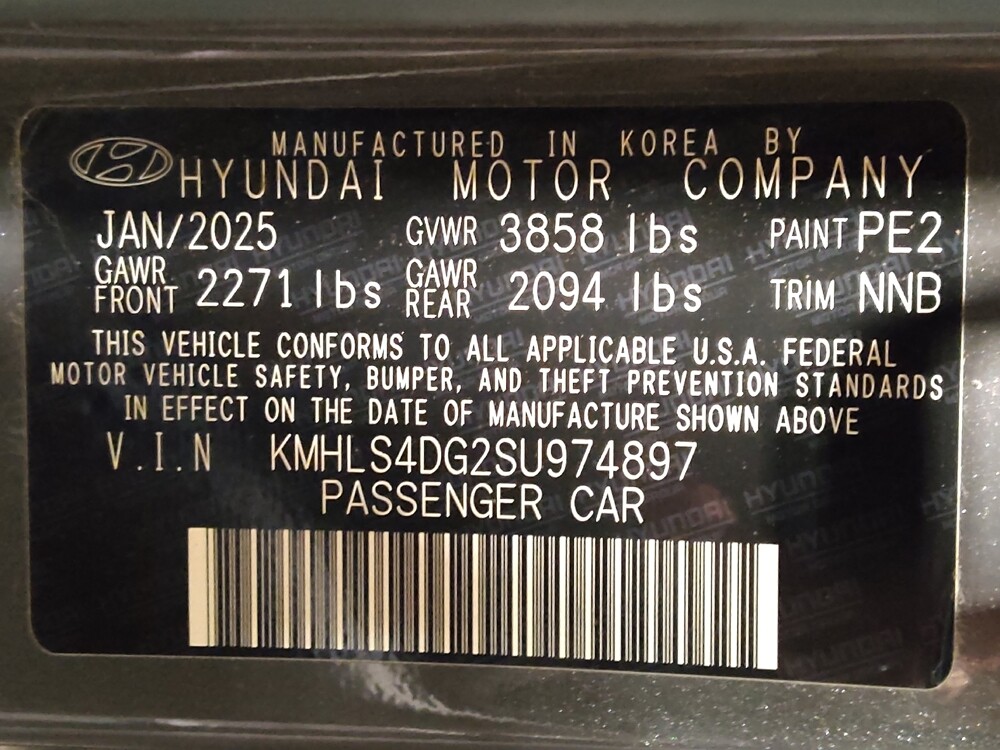 MANUFACTURED IN KOREA BY
HYUNDAI MOTOR COMPANY
JAN/2025 GVWR 3858 lbs PAINT PE2
GAWR FRONT 2271 lbs GAWR REAR 2094 lbs TRIM NNB
THIS VEHICLE CONFORMS TO ALL APPLICABLE U.S.A. FEDERAL
MOTOR VEHICLE SAFETY, BUMPER, AND THEFT PREVENTION STANDARDS
IN EFFECT ON THE DATE OF MANUFACTURE SHOWN ABOVE
V.I.N KMHLS4DG2SU974897
PASSENGER CAR